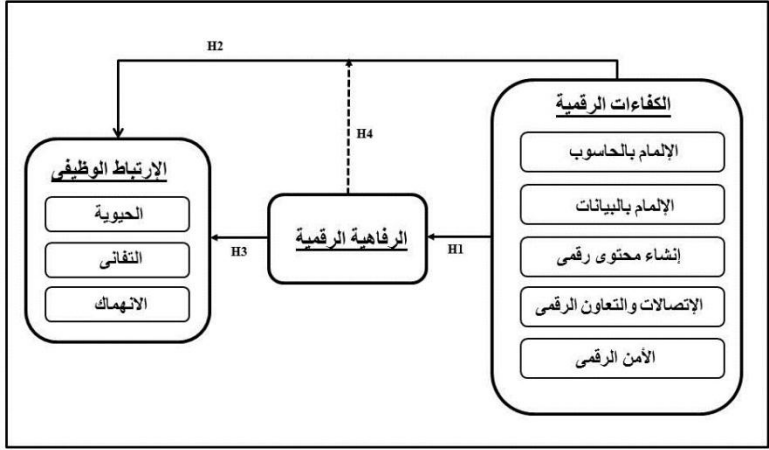 H2
الكفاءات الرقمية
الإلمام بالحاسوب
الإلمام بالبيانات
إنشاء محتوى رقمى
الإتصالات والتعاون الرقمى
الأمن الرقمى
H1
H4
الرفاهية الرقمية
H3
الإرتباط الوظيفى
الحيوية
التفانى
الانهماك